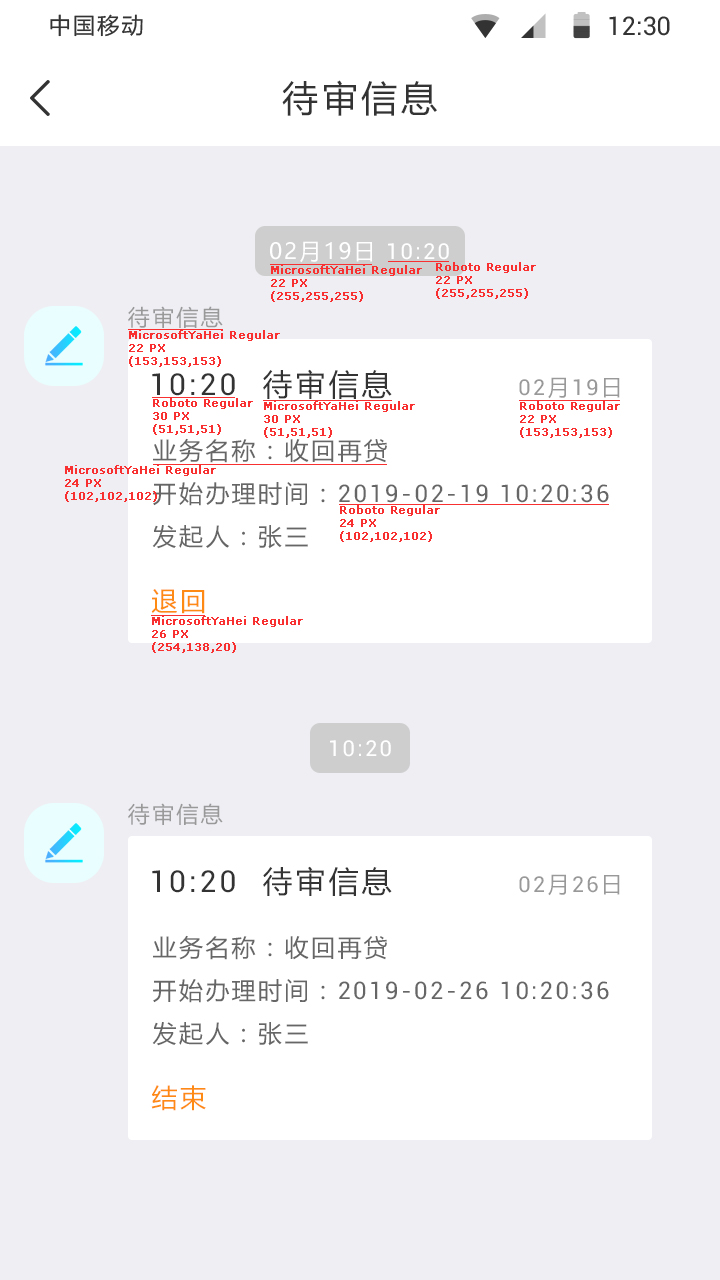 中国移动 12:30
待审信息
02月19日 10:20
MicrosoftYaHei Regular
22 PX
(255,255,255)
Roboto Regular
22 PX
(255,255,255)
待审信息
MicrosoftYaHei Regular
22 PX
(153,153,153)
10:20 待审信息 02月19日
Roboto Regular
30 PX
(51,51,51)
MicrosoftYaHei Regular
30 PX
(51,51,51)
Roboto Regular
22 PX
(153,153,153)
业务名称：收回再贷
MicrosoftYaHei Regular
24 PX
(102,102,102)
开始办理时间：2019-02-19 10:20:36
Roboto Regular
24 PX
(102,102,102)
发起人：张三
退回
MicrosoftYaHei Regular
26 PX
(254,138,20)
10:20
待审信息
10:20 待审信息 02月26日
业务名称：收回再贷
开始办理时间：2019-02-26 10:20:36
发起人：张三
结束